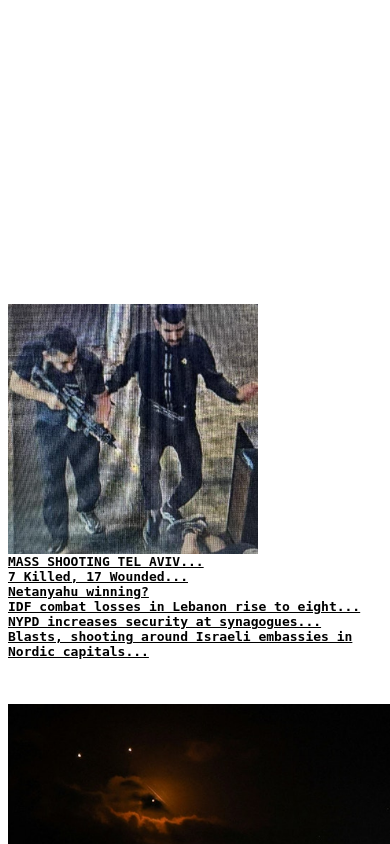 MASS SHOOTING TEL AVIV...
7 Killed, 17 Wounded...
Netanyahu winning?
IDF combat losses in Lebanon rise to eight...
NYPD increases security at synagogues...
Blasts, shooting around Israeli embassies in
Nordic capitals...